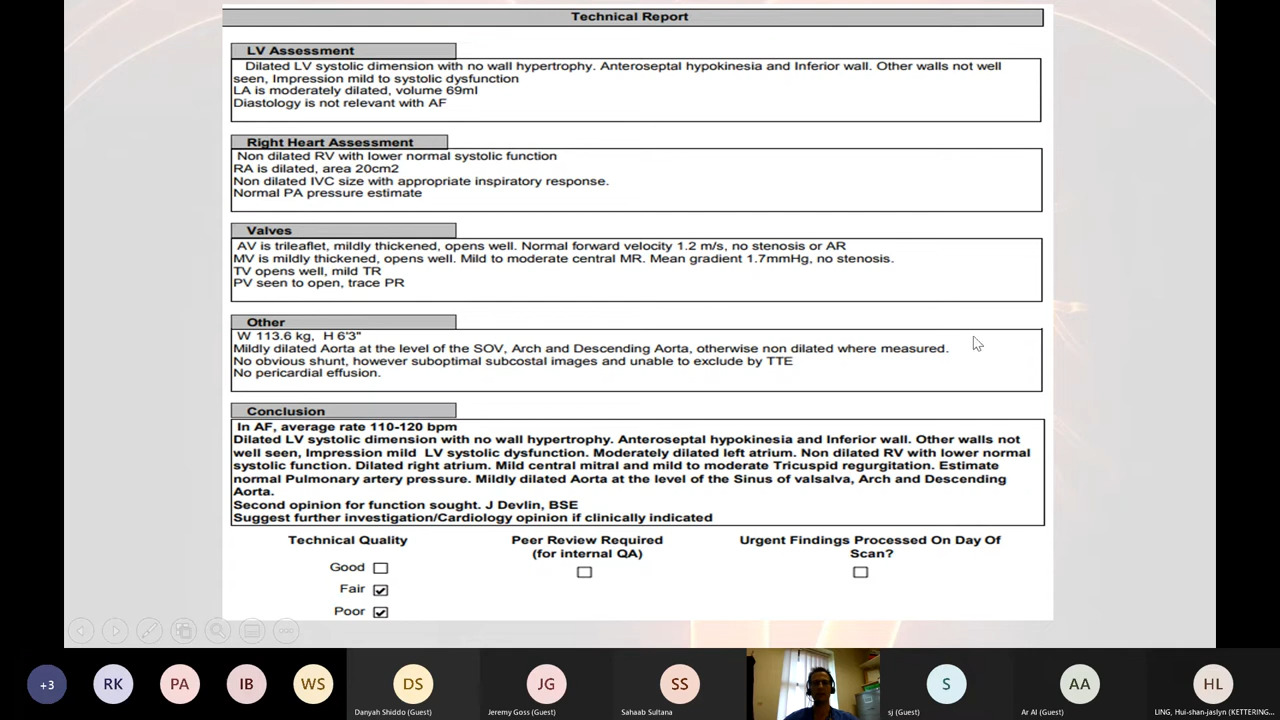 Technical Report
LV Assessment
Dilated LV systolic dimension with no wall hypertrophy. Anteroseptal hypokinesia and Inferior wall. Other walls not well
seen, Impression mild to systolic dysfunction
LA is moderately dilated, volume 69ml
Diastology is not relevant with AF
Right Heart Assessment
Non dilated RV with lower normal systolic function
RA is dilated, area 20cm2
Non dilated IVC size with appropriate inspiratory response.
Normal PA pressure estimate
Valves
AV is trileaflet, mildly thickened, opens well. Normal forward velocity 1.2 m/s, no stenosis or AR
MV is mildly thickened, opens well. Mild to moderate central MR. Mean gradient 1.7mmHg, no stenosis.
TV opens well, mild TR
PV seen to open, trace PR
Other
W 113.6 kg, H 6'3"
Mildly dilated Aorta at the level of the SOV, Arch and Descending Aorta, otherwise non dilated where measured.
No obvious shunt, however suboptimal subcostal images and unable to exclude by TTE
No pericardial effusion.
Conclusion
In AF, average rate 110-120 bpm
Dilated LV systolic dimension with no wall hypertrophy. Anteroseptal hypokinesia and Inferior wall. Other walls not
well seen, Impression mild LV systolic dysfunction. Moderately dilated left atrium. Non dilated RV with lower normal
systolic function. Dilated right atrium. Mild central mitral and mild to moderate Tricuspid regurgitation. Estimate
normal Pulmonary artery pressure. Mildly dilated Aorta at the level of the Sinus of valsalva, Arch and Descending
Aorta.
Second opinion for function sought. J Devlin, BSE
Suggest further investigation/Cardiology opinion if clinically indicated
Technical Quality
Good
Fair
Poor
Peer Review Required
(for internal QA)
Urgent Findings Processed On Day Of
Scan?
+3
RK
PA
IB
WS
DS
Danyah Shiddo (Guest)
JG
Jeremy Goss (Guest)
SS
Sahaab Sultana
S
sj (Guest)
AA
Ar Al (Guest)
HL
LING, Hui-shan-jaslyn (KETTERING...